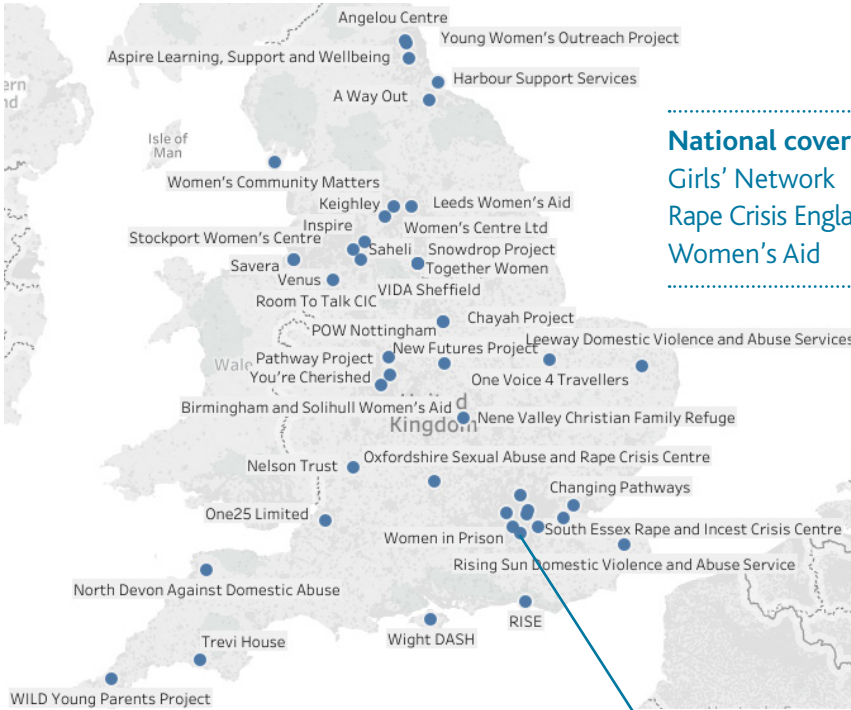 Angelou Centre
Young Women's Outreach Project
Aspire Learning, Support and Wellbeing
Harbour Support Services
A Way Out
Isle of
Man
National cover
Girls' Network
Rape Crisis Engla
Women's Aid
Women's Community Matters
Keighley
Leeds Women's Aid
Inspire
Women's Centre Ltd
Stockport Women's Centre
Saheli
Snowdrop Project
Savera
Together Women
Venus
VIDA Sheffield
Room To Talk CIC
Chayah Project
POW Nottingham
Leeway Domestic Violence and Abuse Services
New Futures Project
Pathway Project
Wale
You're Cherished
One Voice 4 Travellers
Birmingham and Solihull Women's Aid
d
Kingdom
Nene Valley Christian Family Refuge
Oxfordshire Sexual Abuse and Rape Crisis Centre
Nelson Trust
Changing Pathways
One25 Limited
South Essex Rape and Incest Crisis Centre
Women in Prison
Rising Sun Domestic Violence and Abuse Service
North Devon Against Domestic Abuse
RISE
Wight DASH
Trevi House
WILD Young Parents Project